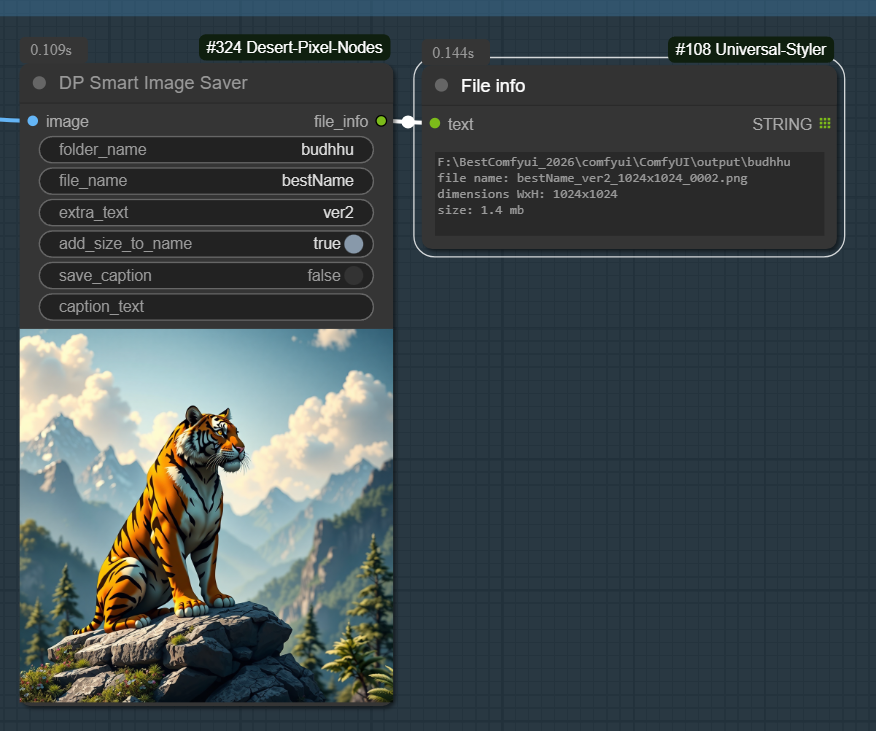 0.109s
#324 Desert-Pixel-Nodes
DP Smart Image Saver
image
file_info
folder_name
budhhu
file_name
bestName
extra_text
ver2
add_size_to_name
true
save_caption
false
caption_text
0.144s
#108 Universal-Styler
File info
text
STRING
F:\BestComfyui_2026\comfyui\ComfyUI\output\budhhu
file name: bestName_ver2_1024x1024_0002.png
dimensions WxH: 1024x1024
size: 1.4 mb